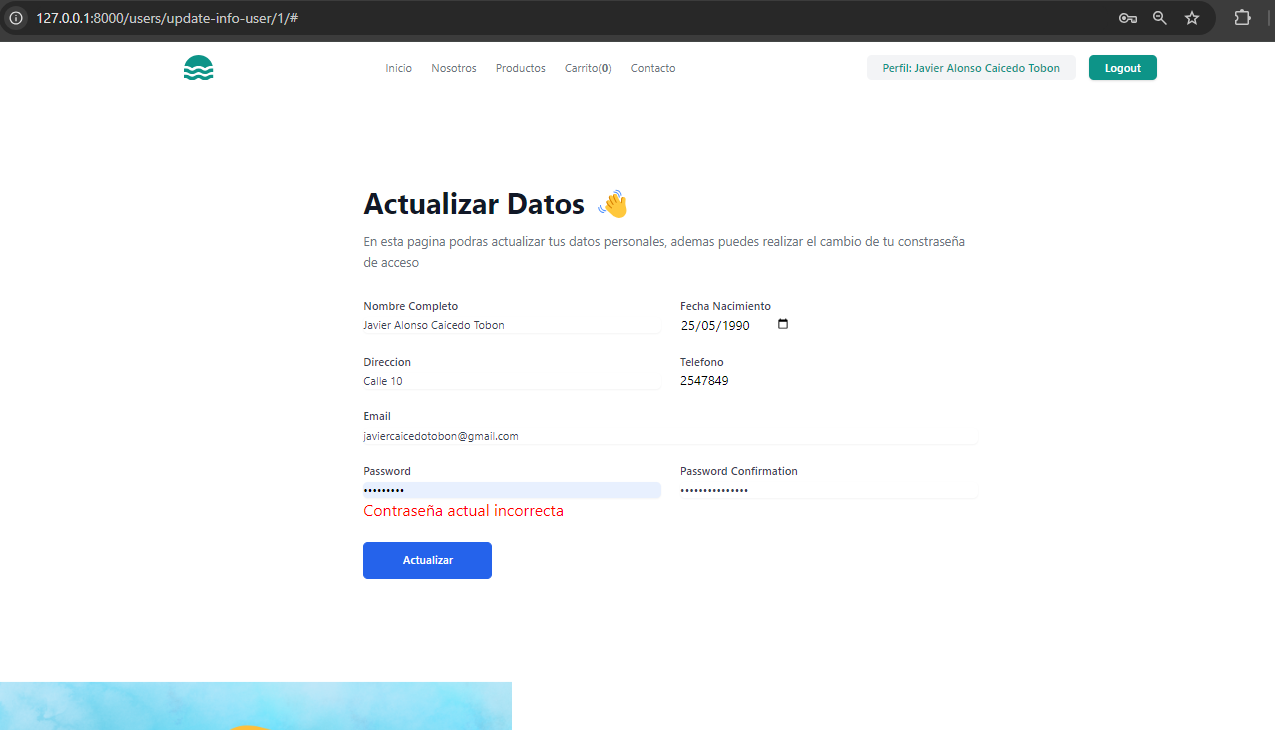 127.0.0.1:8000/users/update-info-user/1/#
Inicio Nosotros Productos Carrito(0) Contacto Perfil: Javier Alonso Caicedo Tobon Logout
Actualizar Datos 👋
En esta pagina podras actualizar tus datos personales, ademas puedes realizar el cambio de tu constraseña
de acceso
Nombre Completo Fecha Nacimiento
Javier Alonso Caicedo Tobon 25/05/1990
Direccion Telefono
Calle 10 2547849
Email
javiercaicedotobon@gmail.com
Password Password Confirmation
••••••••• •••••••••••••••
Contraseña actual incorrecta
Actualizar